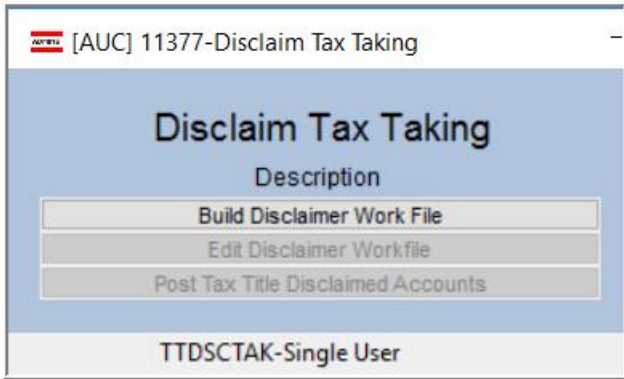 ADMINS [AUC] 11377-Disclaim Tax Taking
Disclaim Tax Taking
Description
Build Disclaimer Work File
Edit Disclaimer Workfile
Post Tax Title Disclaimed Accounts
TTDSCTAK-Single User